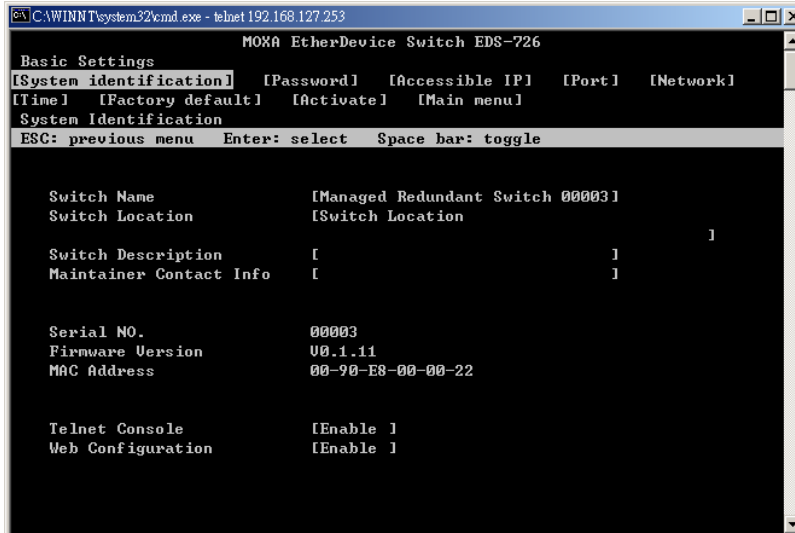 C:\WINNT\system32\cmd.exe - telnet 192.168.127.253
MOXA EtherDevice Switch EDS-726
Basic Settings
[System identification] [Password] [Accessible IP] [Port] [Network]
[Time] [Factory default] [Activate] [Main menu]
System Identification
ESC: previous menu Enter: select Space bar: toggle
Switch Name [Managed Redundant Switch 00003]
Switch Location [Switch Location
]
Switch Description [ ]
Maintainer Contact Info [ ]
Serial NO. 00003
Firmware Version V0.1.11
MAC Address 00-90-E8-00-00-22
Telnet Console [Enable ]
Web Configuration [Enable ]